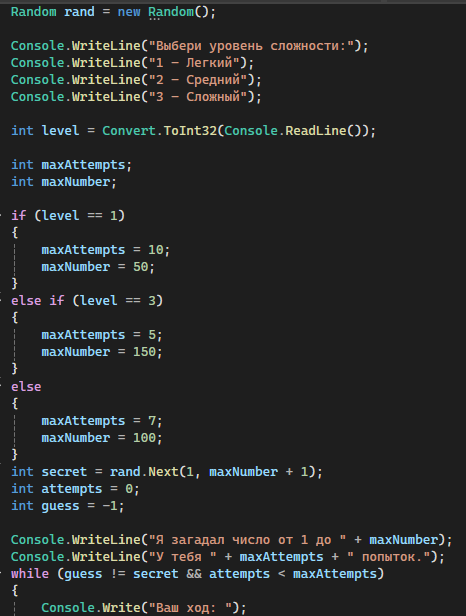 Random rand = new Random();
Console.WriteLine("Выбери уровень сложности:");
Console.WriteLine("1 — Легкий");
Console.WriteLine("2 — Средний");
Console.WriteLine("3 — Сложный");
int level = Convert.ToInt32(Console.ReadLine());
int maxAttempts;
int maxNumber;
if (level == 1)
{
maxAttempts = 10;
maxNumber = 50;
}
else if (level == 3)
{
maxAttempts = 5;
maxNumber = 150;
}
else
{
maxAttempts = 7;
maxNumber = 100;
}
int secret = rand.Next(1, maxNumber + 1);
int attempts = 0;
int guess = -1;
Console.WriteLine("Я загадал число от 1 до " + maxNumber);
Console.WriteLine("У тебя " + maxAttempts + " попыток.");
while (guess != secret && attempts < maxAttempts)
{
Console.Write("Ваш ход: ");